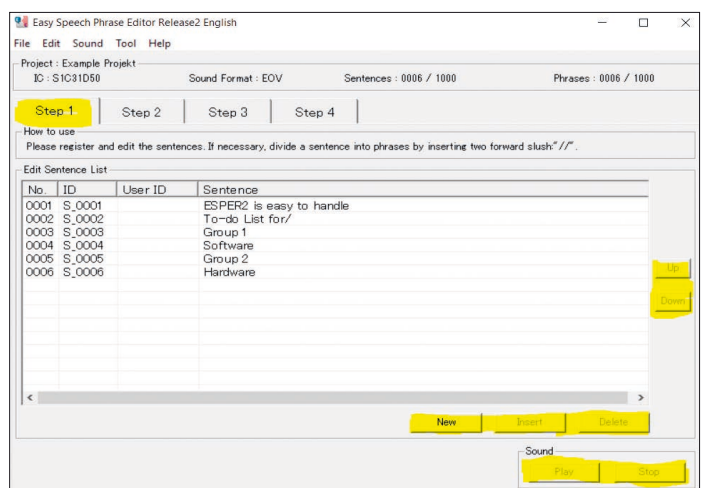 Easy Speech Phrase Editor Release2 English
File Edit Sound Tool Help
Project : Example Projekt
IC : S1C31D50 Sound Format : EOV Sentences : 0006 / 1000 Phrases : 0006 / 1000
Step 1 Step 2 Step 3 Step 4
How to use
Please register and edit the sentences. If necessary, divide a sentence into phrases by inserting two forward slush:"//".
Edit Sentence List
No. ID User ID Sentence
0001 S_0001 ESPER2 is easy to handle
0002 S_0002 To-do List for/
0003 S_0003 Group 1
0004 S_0004 Software
0005 S_0005 Group 2
0006 S_0006 Hardware
Up
Down
New Insert Delete
Sound
Play Stop